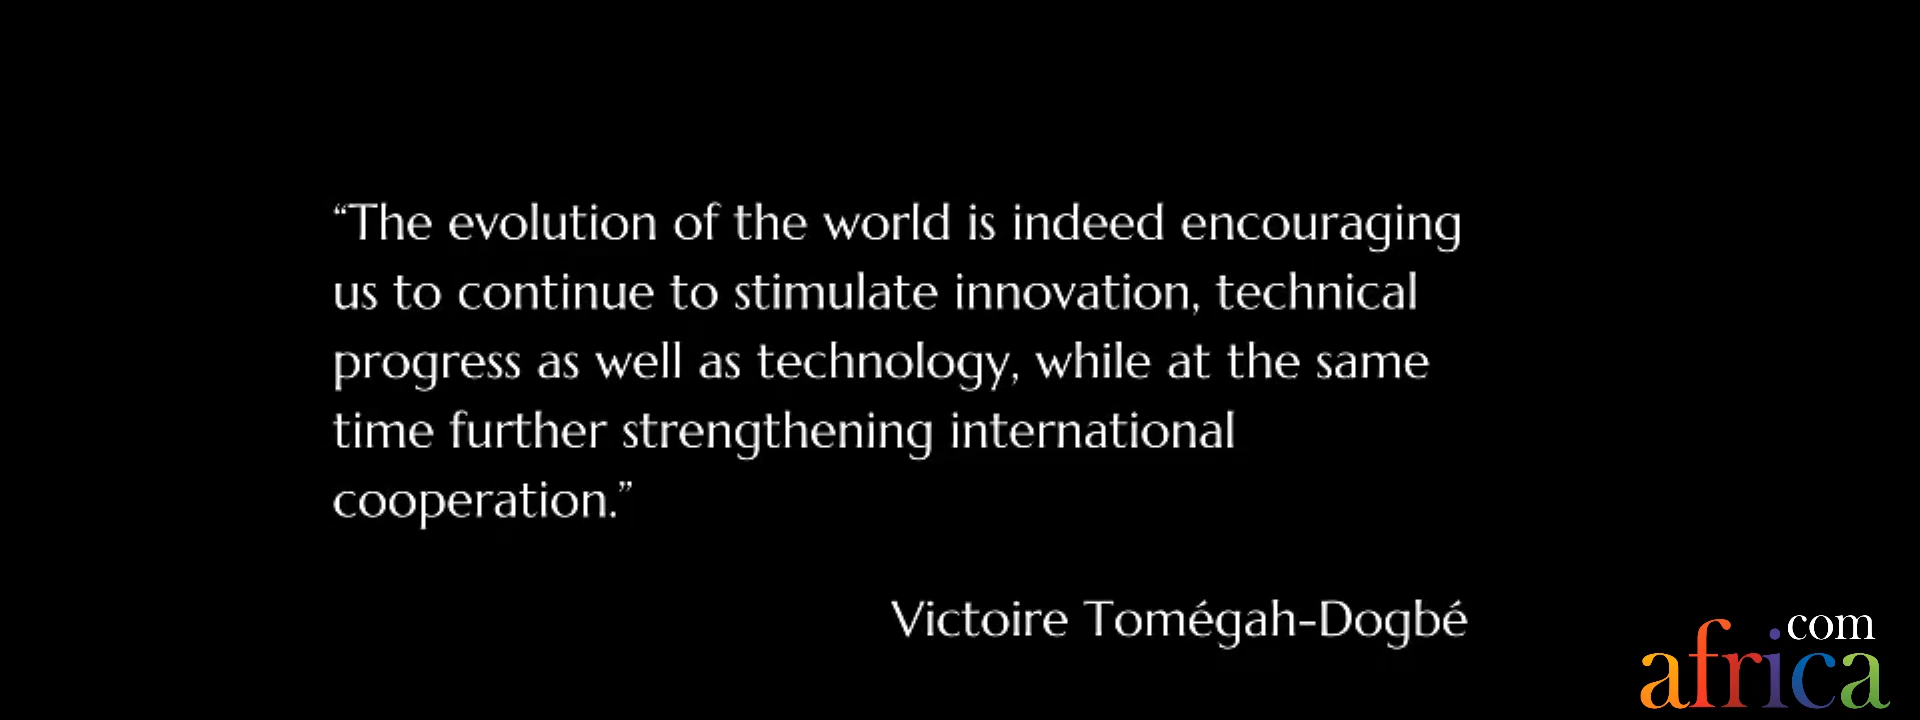 “The evolution of the world is indeed encouraging
us to continue to stimulate innovation, technical
progress as well as technology, while at the same
time further strengthening international
cooperation.”
Victoire Tomégah-Dogbé
com
africa